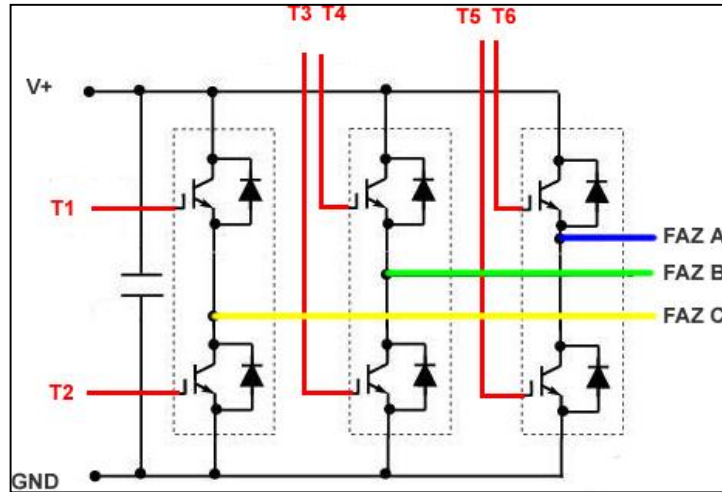 T3 T4
T5 T6
V+
T1
FAZ A
FAZ B
FAZ C
T2
GND